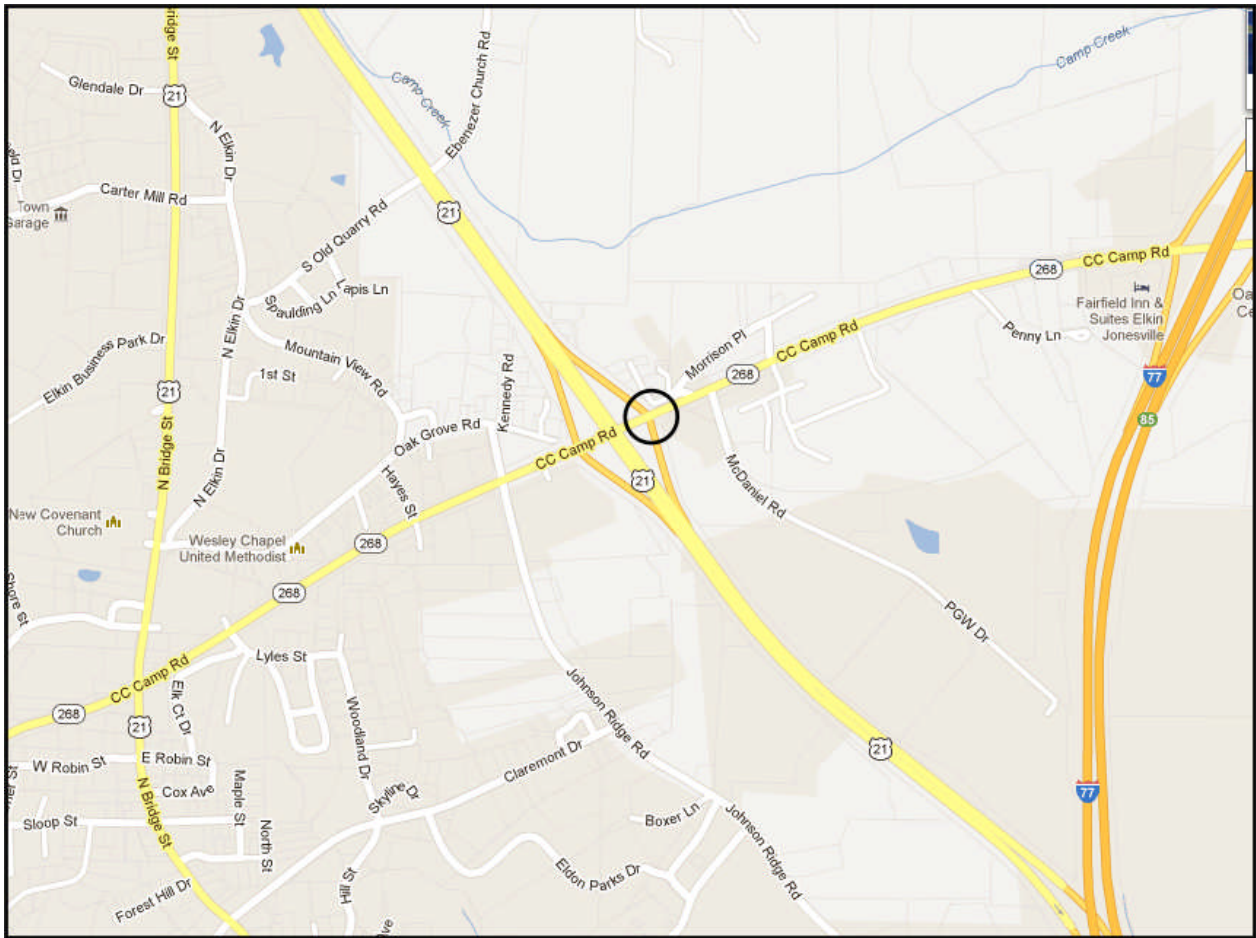 ridge St
Camp Creek
Camp Creek
Ebenezer Church Rd
Glendale Dr
21
N Elkin Dr
Carter Mill Rd
Town
Garage
21
S Old Quarry Rd
CC Camp Rd
268
Lapis Ln
Spaulding Ln
Fairfield Inn &
Suites Elkin
Jonesville
N Elkin Dr
Penny Ln
Morrison Pl
CC Camp Rd
Elkin Business Park Dr
Mountain View Rd
1st St
Kennedy Rd
268
77
21
85
N Bridge St
Oak Grove Rd
CC Camp Rd
N Elkin Dr
Hayes St
21
McDaniel Rd
New Covenant
Church
Wesley Chapel
United Methodist
268
268
Shore St
PGW Dr
Lyles St
CC Camp Rd
Elk Ct Dr
268
21
Woodland Dr
Johnson Ridge Rd
21
W Robin St
E Robin St
Claremont Dr
Cox Ave
Maple St
Skyline Dr
77
Sloop St
N Bridge St
North St
Boxer Ln
Johnson Ridge Rd
Eldon Parks Dr
Hill St
Forest Hill Dr